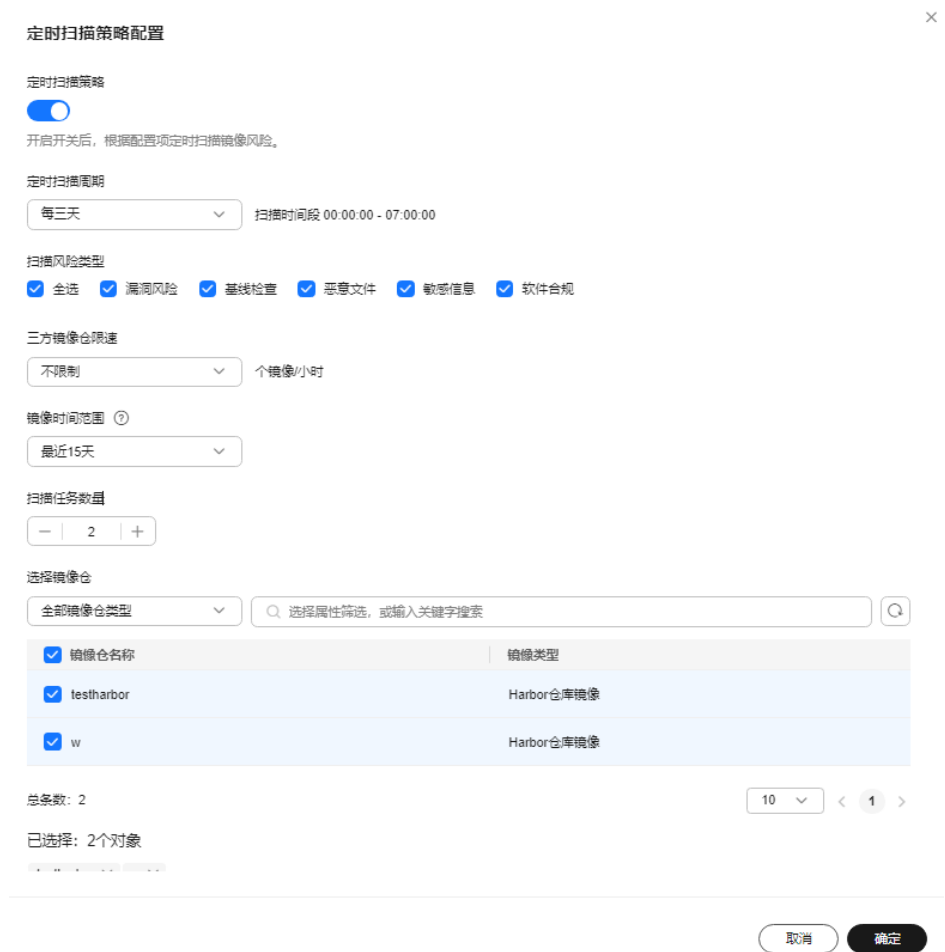 定时扫描策略配置
定时扫描策略
开启开关后，根据配置项定时扫描镜像风险。
定时扫描周期
每三天 扫描时间段 00:00:00 - 07:00:00
扫描风险类型
全选 漏洞风险 基线检查 恶意文件 敏感信息 软件合规
三方镜像仓限速
不限制 个镜像/小时
镜像时间范围 ?
最近15天
扫描任务数量
2
选择镜像仓
全部镜像仓类型 选择属性筛选，或输入关键字搜索
镜像仓名称 镜像类型
testharbor Harbor仓库镜像
w Harbor仓库镜像
总条数：2 10 1
已选择：2个对象
取消 确定